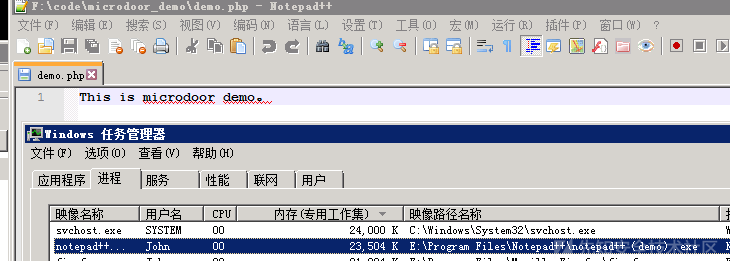 F:\code\microdoor_demo\demo.php - Notepad++
文件(F) 编辑(E) 搜索(S) 视图(V) 编码(N) 语言(L) 设置(T) 工具(O) 宏(M) 运行(R) 插件(P) 窗口(W) ?
demo.php
1 This is microdoor demo。
Windows 任务管理器
文件(F) 选项(O) 查看(V) 帮助(H)
应用程序 进程 服务 性能 联网 用户
映像名称 用户名 CPU 内存(专用工作集) 映像路径名称
svchost.exe SYSTEM 00 24,000 K C:\Windows\System32\svchost.exe
notepad++... John 00 23,504 K E:\Program Files\Notepad++\notepad++ (demo) .exe